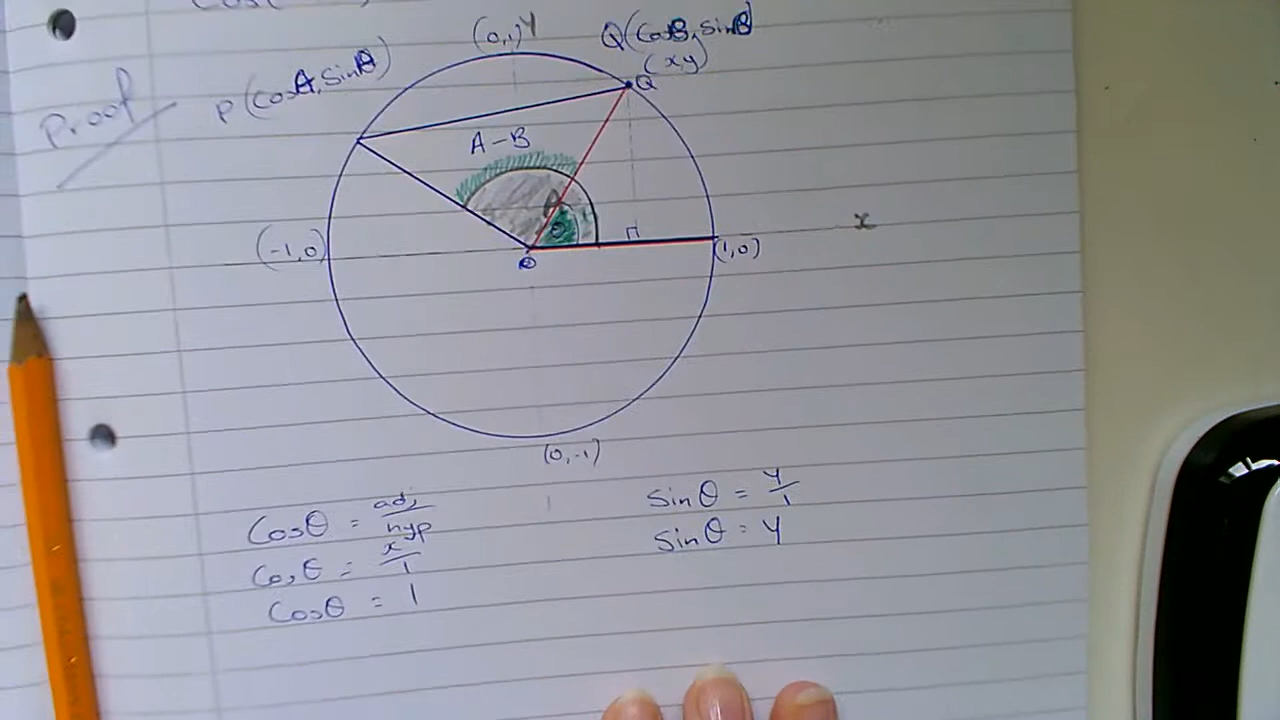 Cos(
Proof
P(CosA, SinA)
(0,1) Y
Q(CosB, SinB)
(x,y)
Q
A-B
A
(-1,0)
(1,0)
x
(0,-1)
Cosθ = adj/hyp
Cosθ = x/1
Cosθ = 1
Sinθ = y/1
Sinθ = y